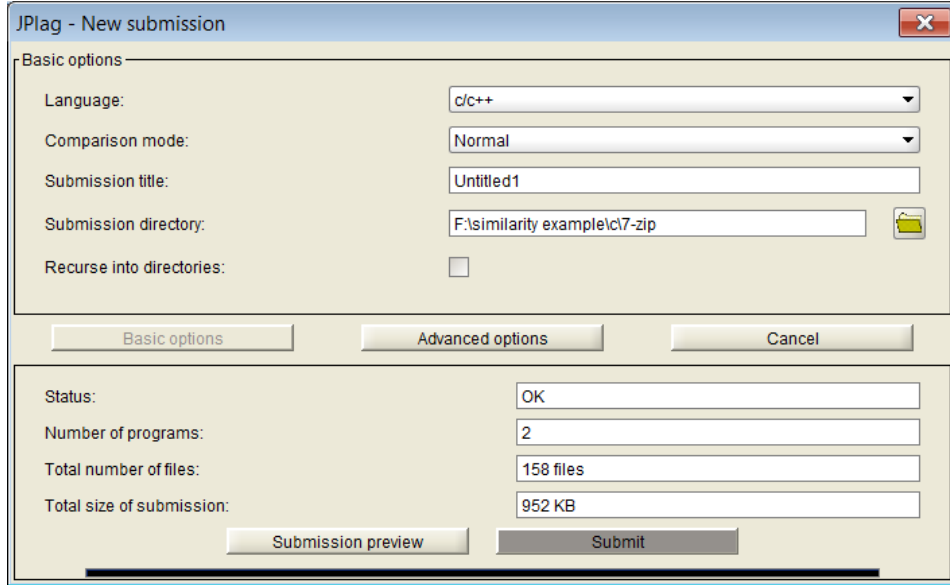 JPlag - New submission
Basic options
Language: c/c++
Comparison mode: Normal
Submission title: Untitled1
Submission directory: F:\similarity example\c\7-zip
Recurse into directories:
Basic options Advanced options Cancel
Status: OK
Number of programs: 2
Total number of files: 158 files
Total size of submission: 952 KB
Submission preview Submit